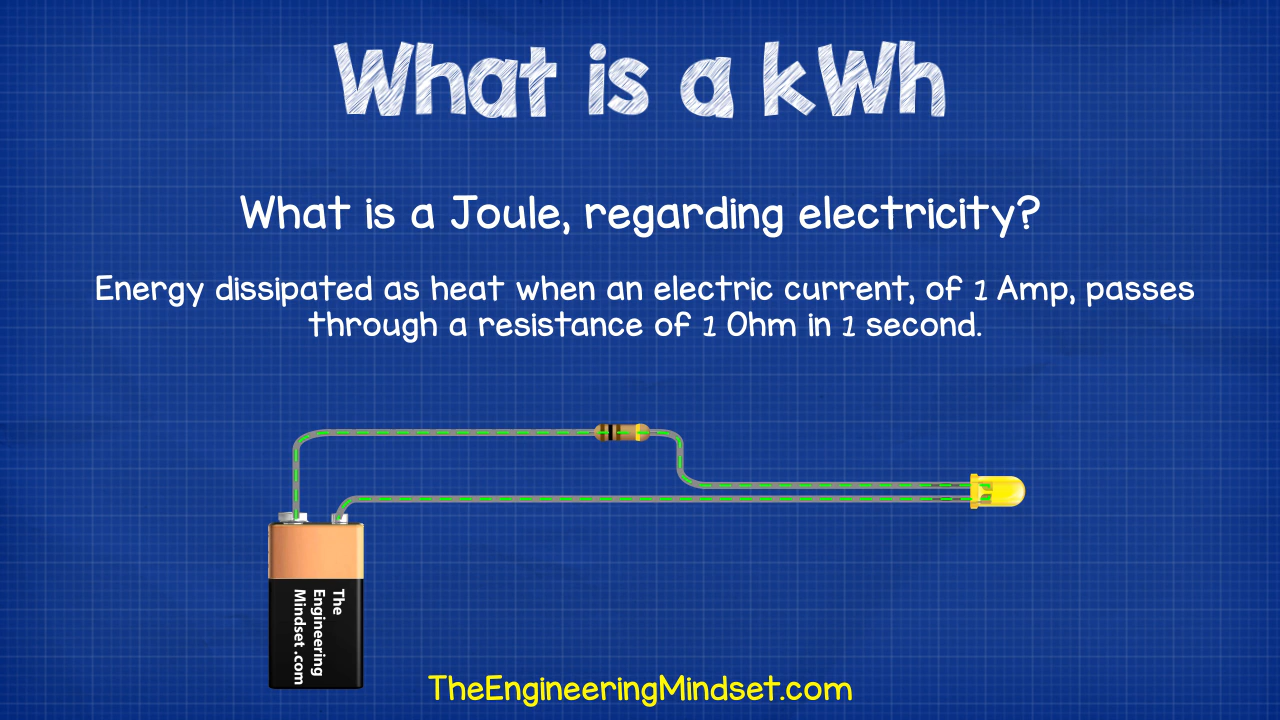 What is a kWh
What is a Joule, regarding electricity?
Energy dissipated as heat when an electric current, of 1 Amp, passes
through a resistance of 1 Ohm in 1 second.
The
Engineering
Mindset .com
TheEngineeringMindset.com